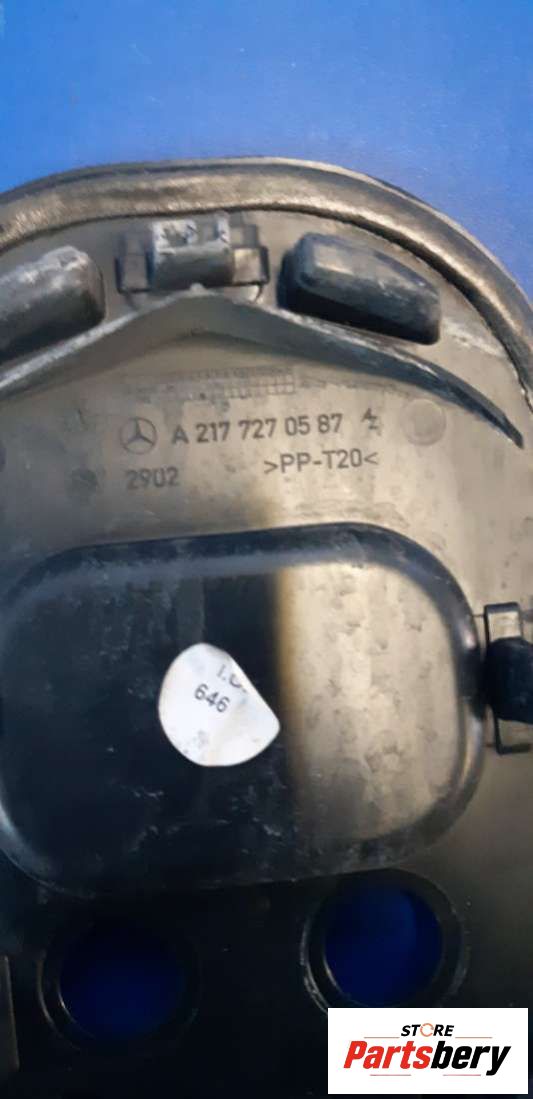 A 217 727 05 87
2902 >PP-T20<
646
STORE
Partsbery